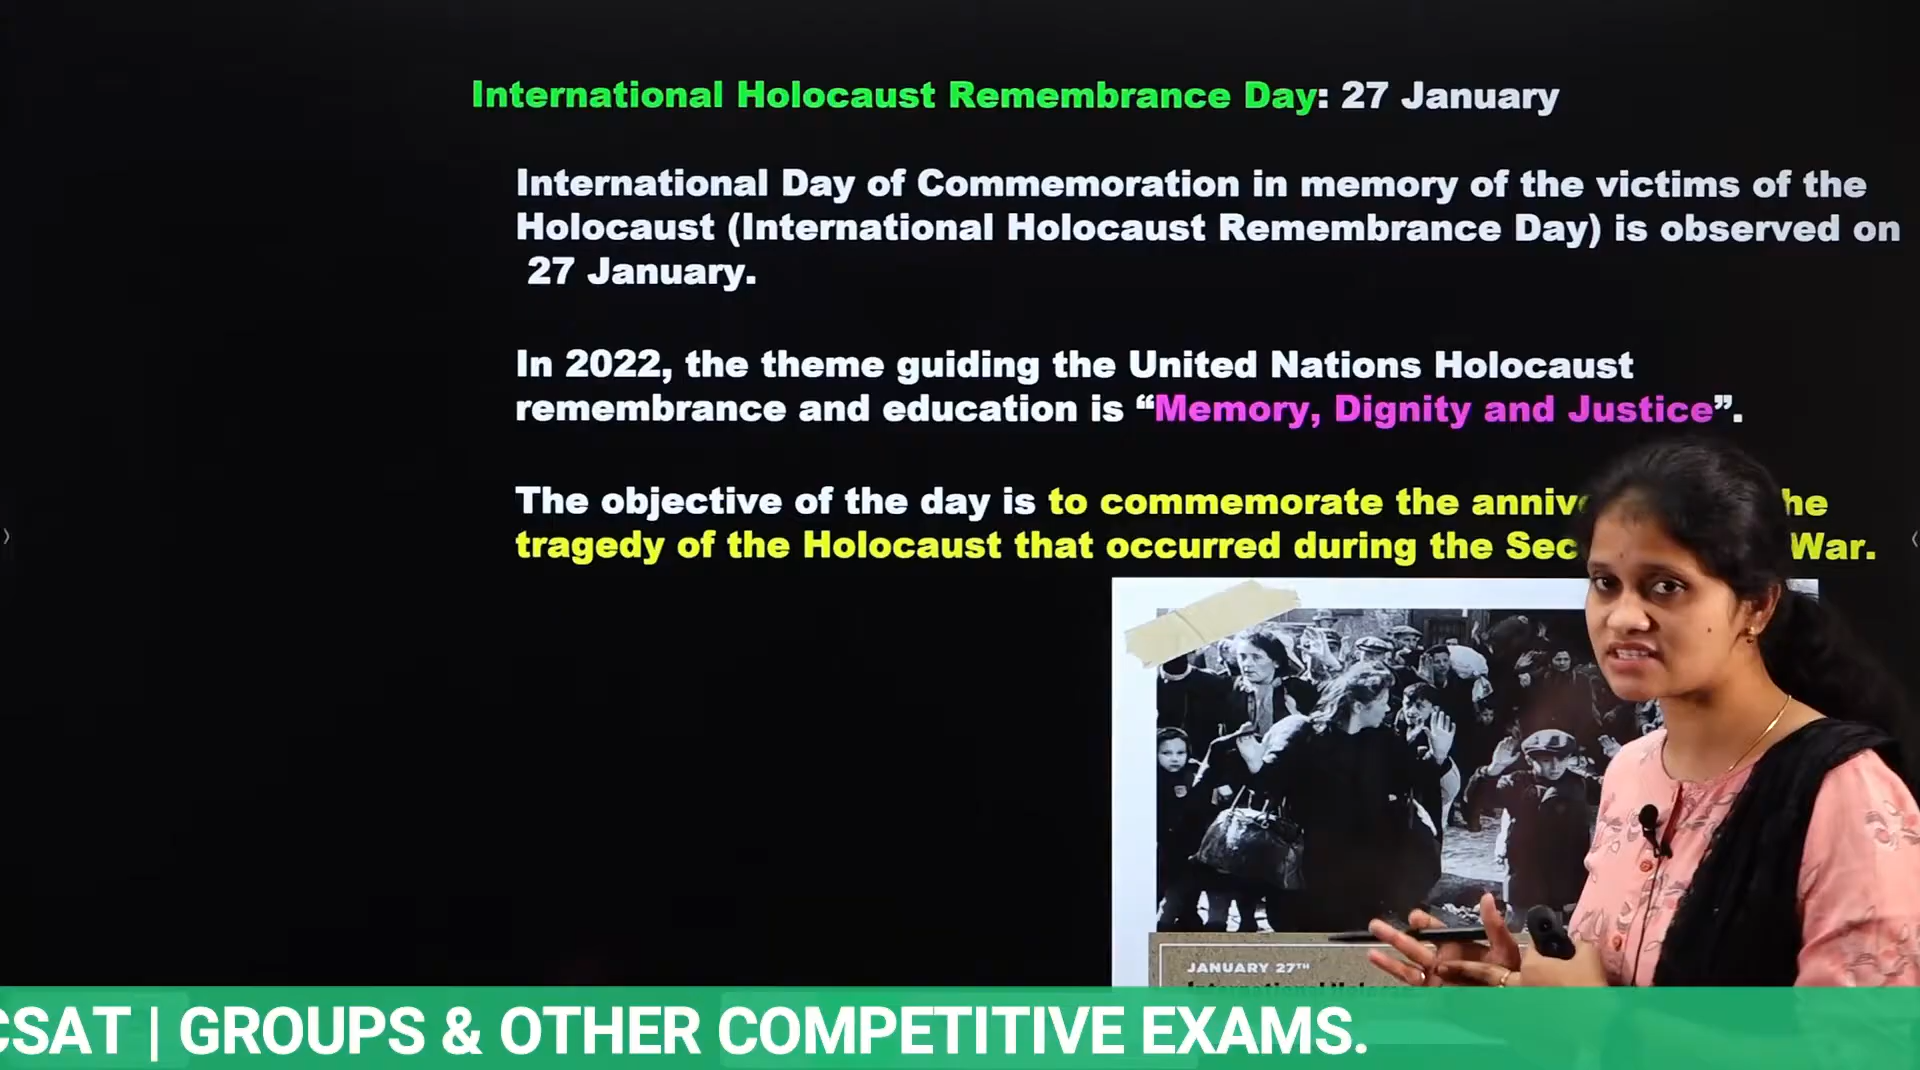 International Holocaust Remembrance Day: 27 January
International Day of Commemoration in memory of the victims of the
Holocaust (International Holocaust Remembrance Day) is observed on
27 January.
In 2022, the theme guiding the United Nations Holocaust
remembrance and education is “Memory, Dignity and Justice”.
The objective of the day is to commemorate the
tragedy of the Holocaust that occurred during the War.
JANUARY 27TH
International
CSAT | GROUPS & OTHER COMPETITIVE EXAMS.